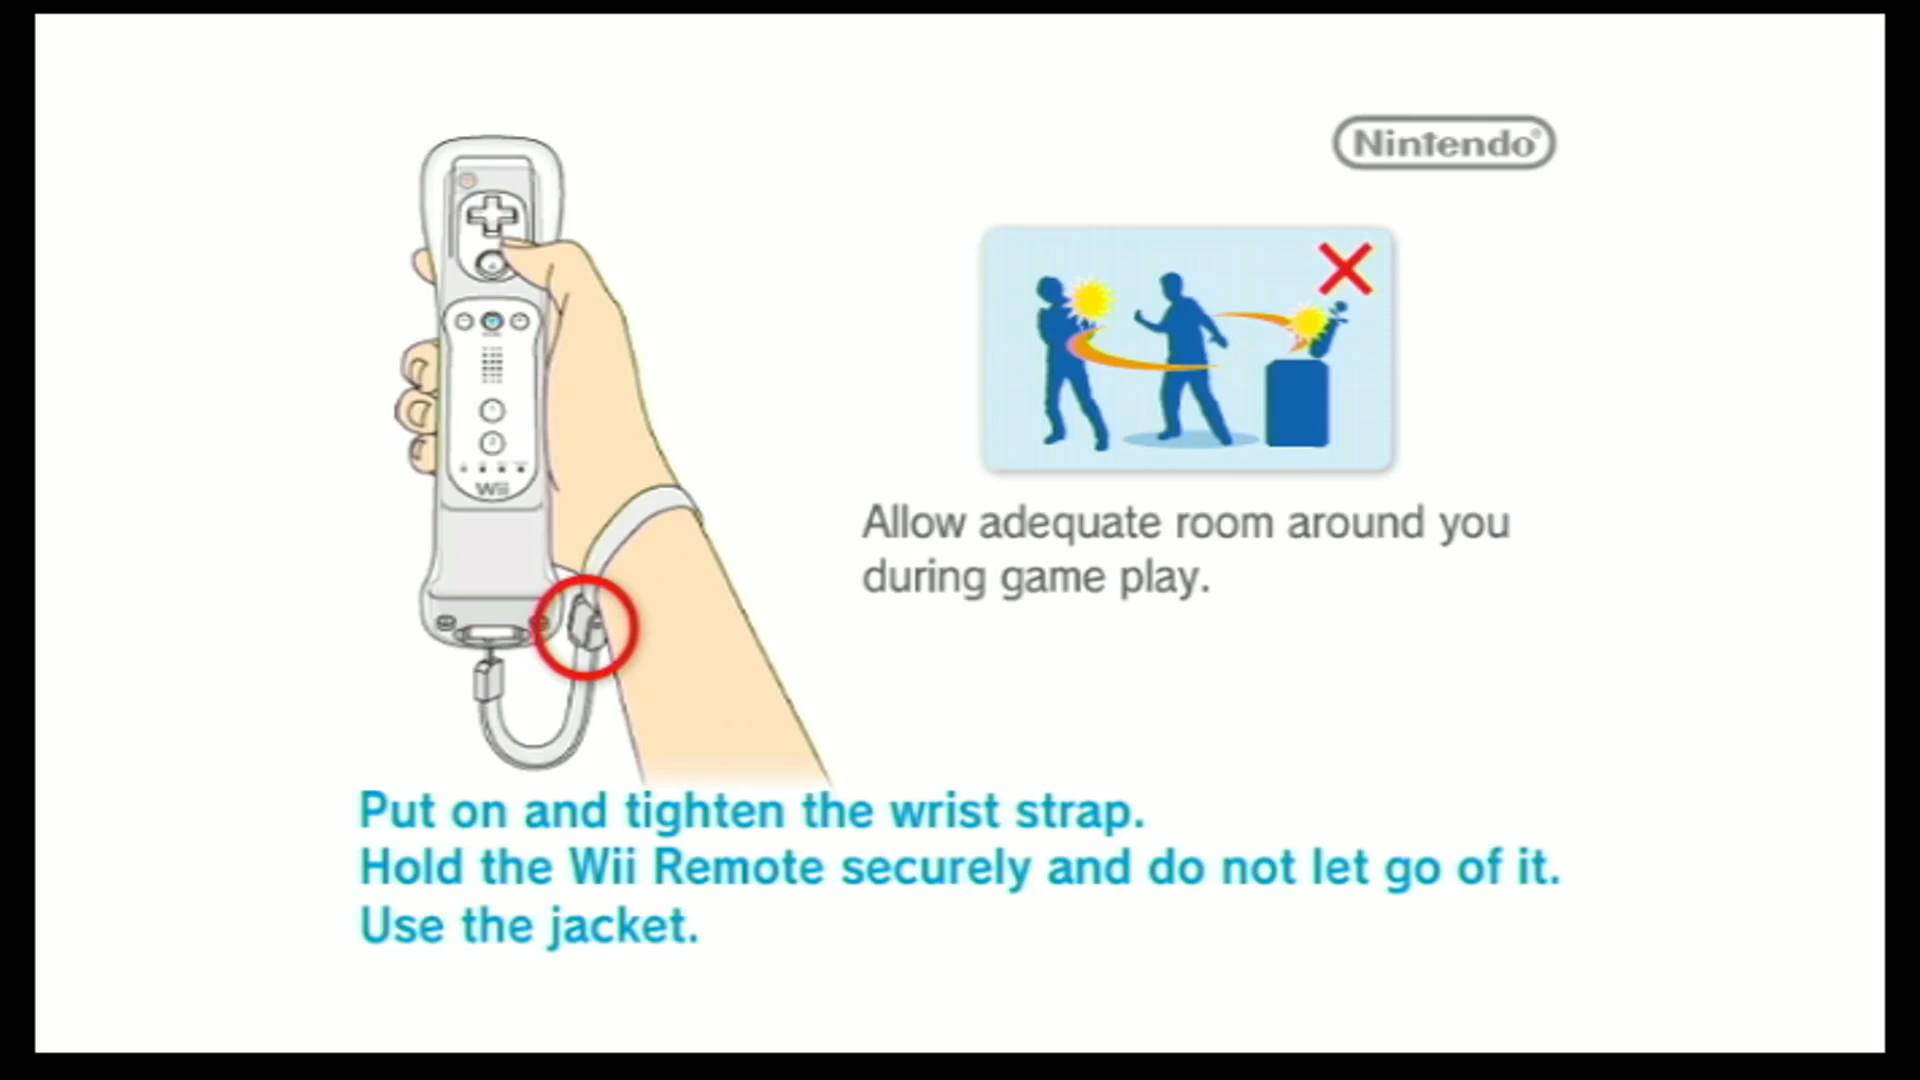 Nintendo®
Wii
Allow adequate room around you
during game play.
Put on and tighten the wrist strap.
Hold the Wii Remote securely and do not let go of it.
Use the jacket.